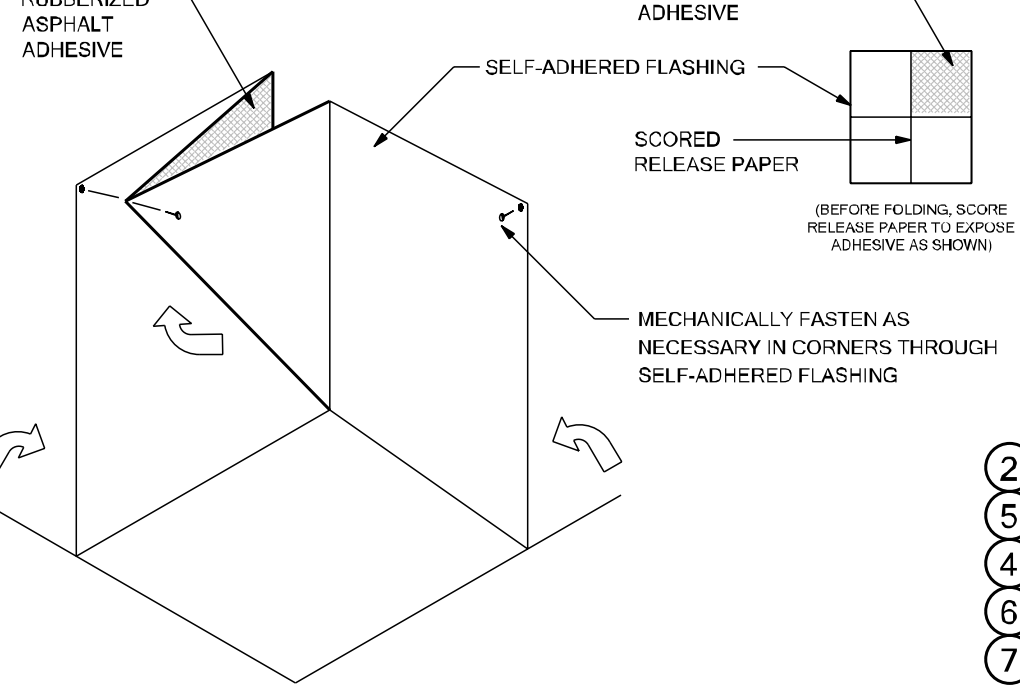 RUBBERIZED
ASPHALT
ADHESIVE
ADHESIVE
SELF-ADHERED FLASHING
SCORED
RELEASE PAPER
(BEFORE FOLDING, SCORE
RELEASE PAPER TO EXPOSE
ADHESIVE AS SHOWN)
MECHANICALLY FASTEN AS
NECESSARY IN CORNERS THROUGH
SELF-ADHERED FLASHING
2
5
4
6
7